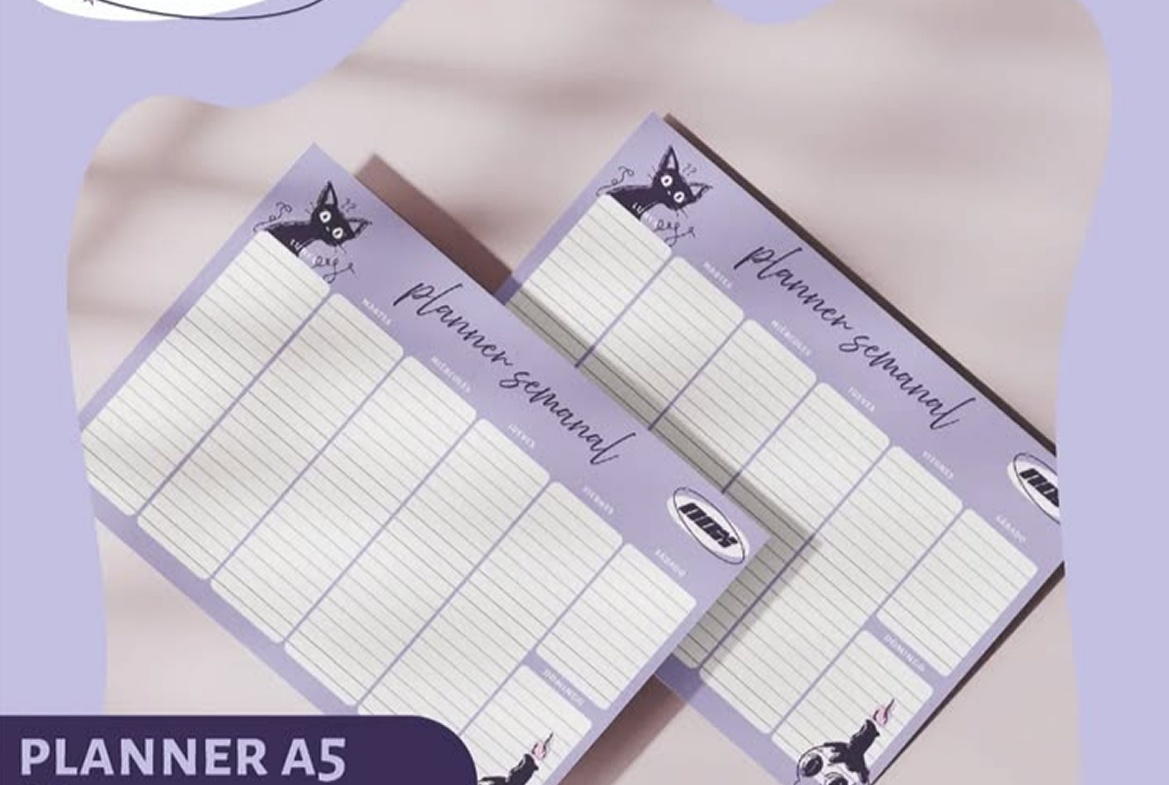 planner semanal
MARTES
MIÉRCOLES
JUEVES
VIERNES
SÁBADO
DOMINGO
planner semanal
MARTES
MIÉRCOLES
JUEVES
VIERNES
SÁBADO
DOMINGO
PLANNER A5